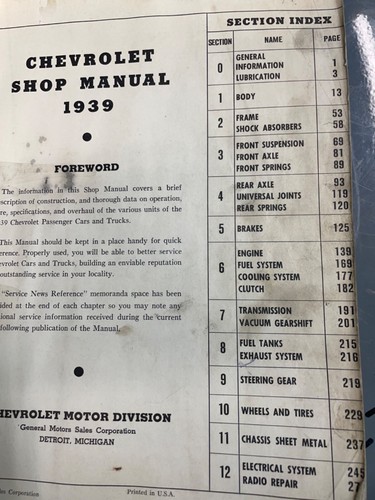 CHEVROLET
SHOP MANUAL
1939
FOREWORD
The information in this Shop Manual covers a brief
scription of construction, and thorough data on operation,
re, specifications, and overhaul of the various units of the
39 Chevrolet Passenger Cars and Trucks.
This Manual should be kept in a place handy for quick
erence. Properly used, you will be able to better service
evrolet Cars and Trucks, building an enviable reputation
outstanding service in your locality.
"Service News Reference" memoranda space has been
ided at the end of each chapter so you may note any
ional service information received during the current
following publication of the Manual.
HEVROLET MOTOR DIVISION
General Motors Sales Corporation
DETROIT, MICHIGAN
les Corporation
Printed in U.S.A.
SECTION INDEX
SECTION NAME PAGE
0 GENERAL
INFORMATION 1
LUBRICATION 3
1 BODY 13
2 FRAME 53
SHOCK ABSORBERS 58
3 FRONT SUSPENSION 69
FRONT AXLE 81
FRONT SPRINGS 89
4 REAR AXLE 93
UNIVERSAL JOINTS 119
REAR SPRINGS 120
5 BRAKES 125
6 ENGINE 139
FUEL SYSTEM 169
COOLING SYSTEM 177
CLUTCH 182
7 TRANSMISSION 191
VACUUM GEARSHIFT 201
8 FUEL TANKS 215
EXHAUST SYSTEM 216
9 STEERING GEAR 219
10 WHEELS AND TIRES 229
11 CHASSIS SHEET METAL 237
12 ELECTRICAL SYSTEM 245
RADIO REPAIR 27